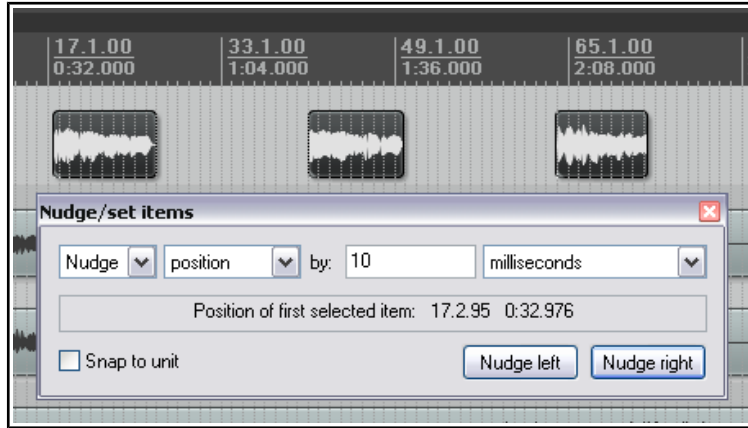 17.1.00 33.1.00 49.1.00 65.1.00
0:32.000 1:04.000 1:36.000 2:08.000
Nudge/set items
Nudge position by: 10 milliseconds
Position of first selected item: 17.2.95 0:32.976
Snap to unit Nudge left Nudge right